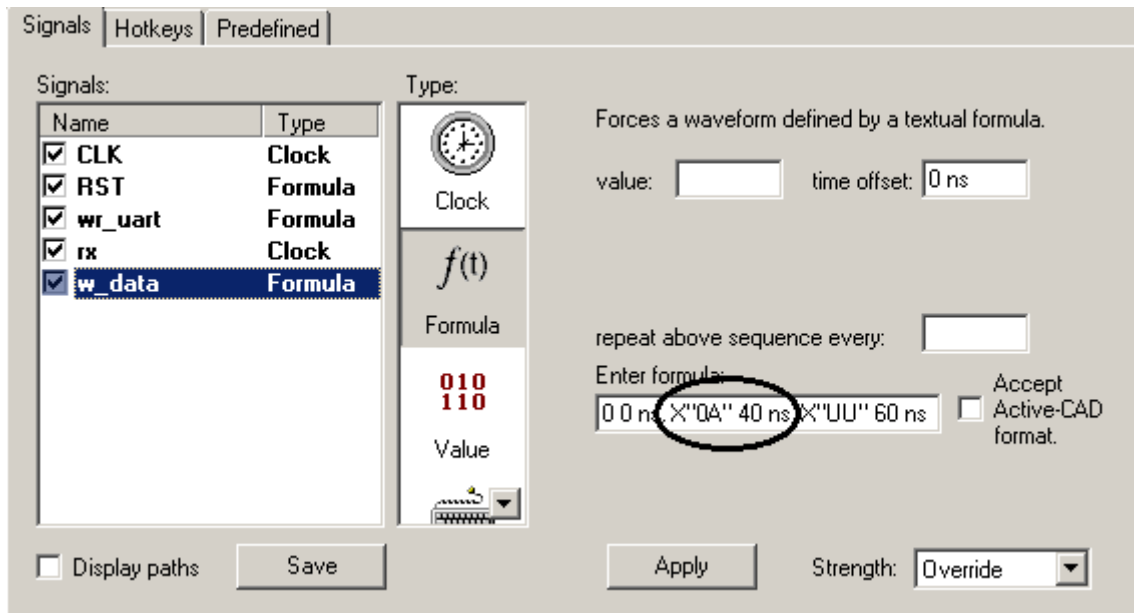 Signals Hotkeys Predefined
Signals:
Name Type
CLK Clock
RST Formula
wr_uart Formula
rx Clock
w_data Formula
Type:
Clock
f(t)
Formula
010
110
Value
Forces a waveform defined by a textual formula.
value: time offset: 0 ns
repeat above sequence every:
Enter formula:
0 0 ns, X"0A" 40 ns, X"UU" 60 ns
Accept
Active-CAD
format.
Display paths Save Apply Strength: Override